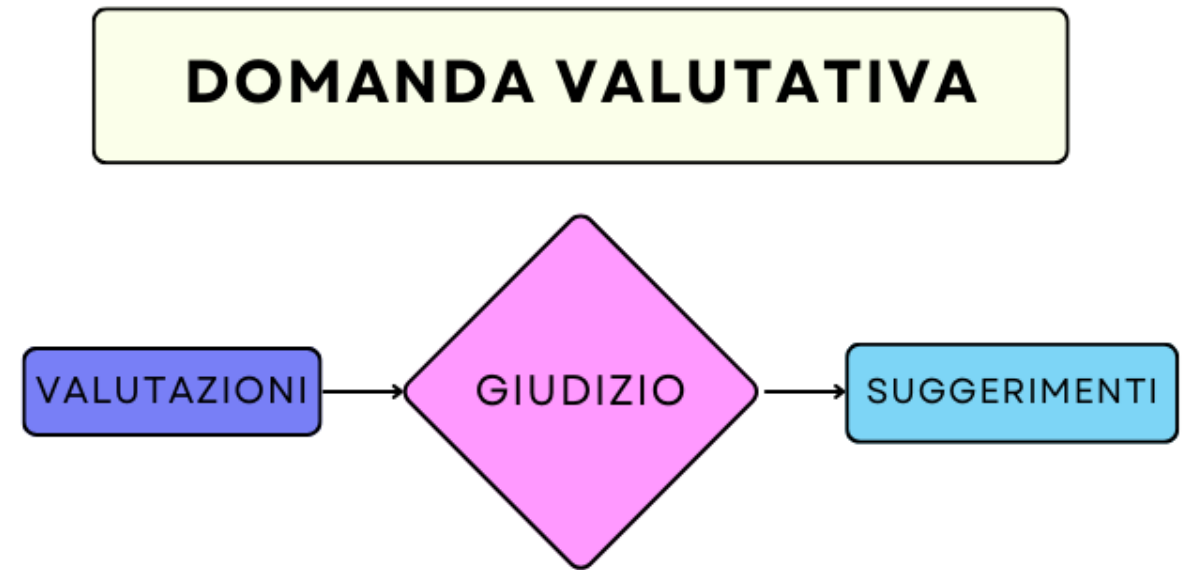 DOMANDA VALUTATIVA
VALUTAZIONI
GIUDIZIO
SUGGERIMENTI